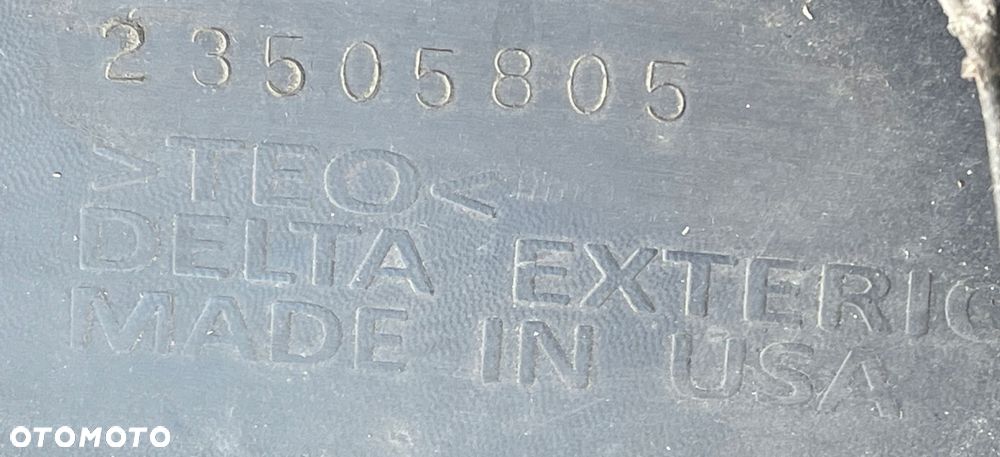 23505805
>TEO<
DELTA EXTERIO
MADE IN USA
OTOMOTO